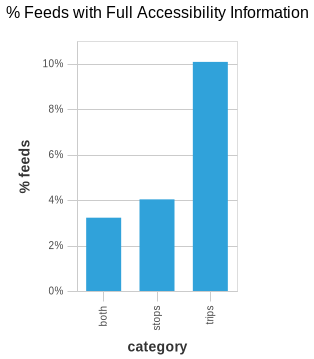 % Feeds with Full Accessibility Information
10%
8%
6%
4%
2%
0%
% feeds
both
stops
trips
category